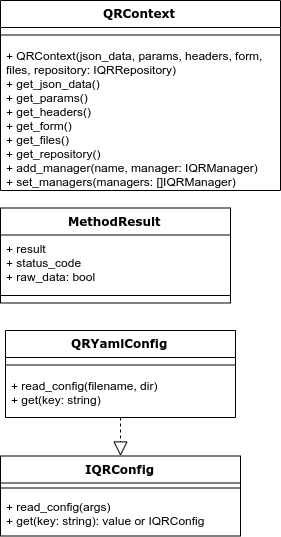 QRContext
+ QRContext(json_data, params, headers, form,
files, repository: IQRRepository)
+ get_json_data()
+ get_params()
+ get_headers()
+ get_form()
+ get_files()
+ get_repository()
+ add_manager(name, manager: IQRManager)
+ set_managers(managers: []IQRManager)
MethodResult
+ result
+ status_code
+ raw_data: bool
QRYamlConfig
+ read_config(filename, dir)
+ get(key: string)
IQRConfig
+ read_config(args)
+ get(key: string): value or IQRConfig